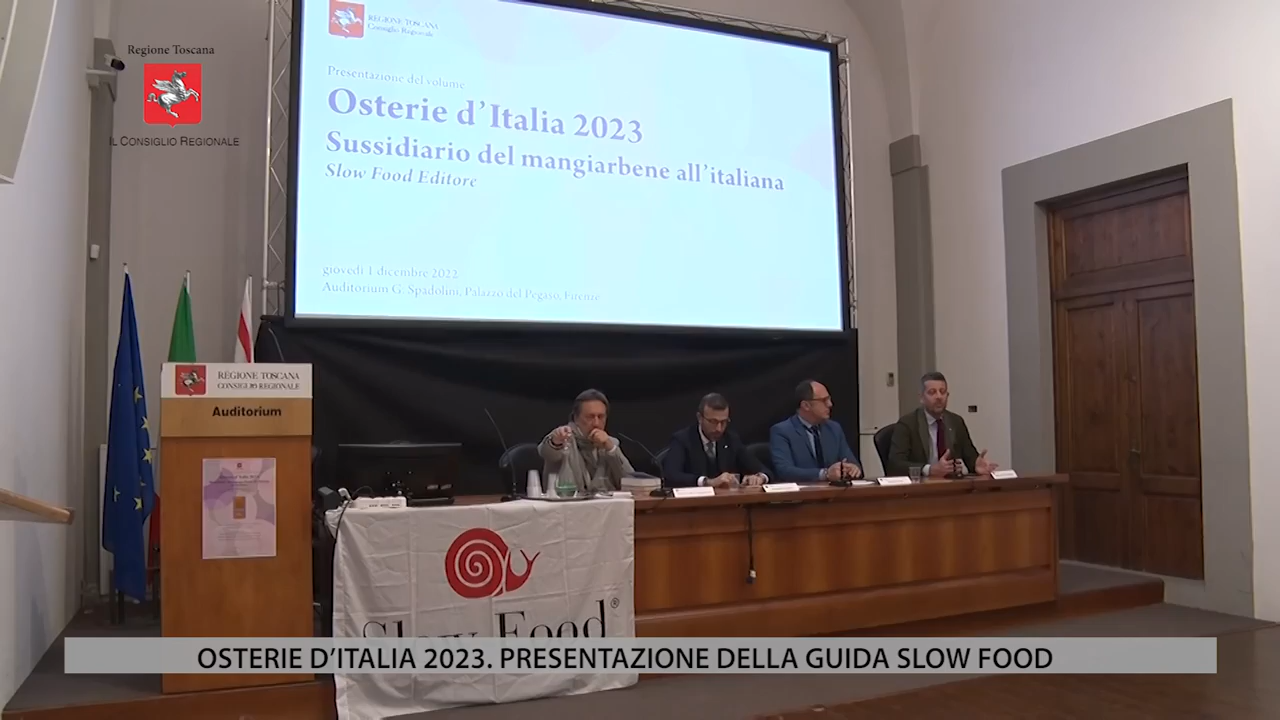 Regione Toscana
IL CONSIGLIO REGIONALE
REGIONE TOSCANA
Consiglio Regionale
Presentazione del volume
Osterie d'Italia 2023
Sussidiario del mangiarbene all'italiana
Slow Food Editore
giovedì 1 dicembre 2022
Auditorium G. Spadolini, Palazzo del Pegaso, Firenze
REGIONE TOSCANA
CONSIGLIO REGIONALE
Auditorium
Slow Food®
OSTERIE D'ITALIA 2023. PRESENTAZIONE DELLA GUIDA SLOW FOOD